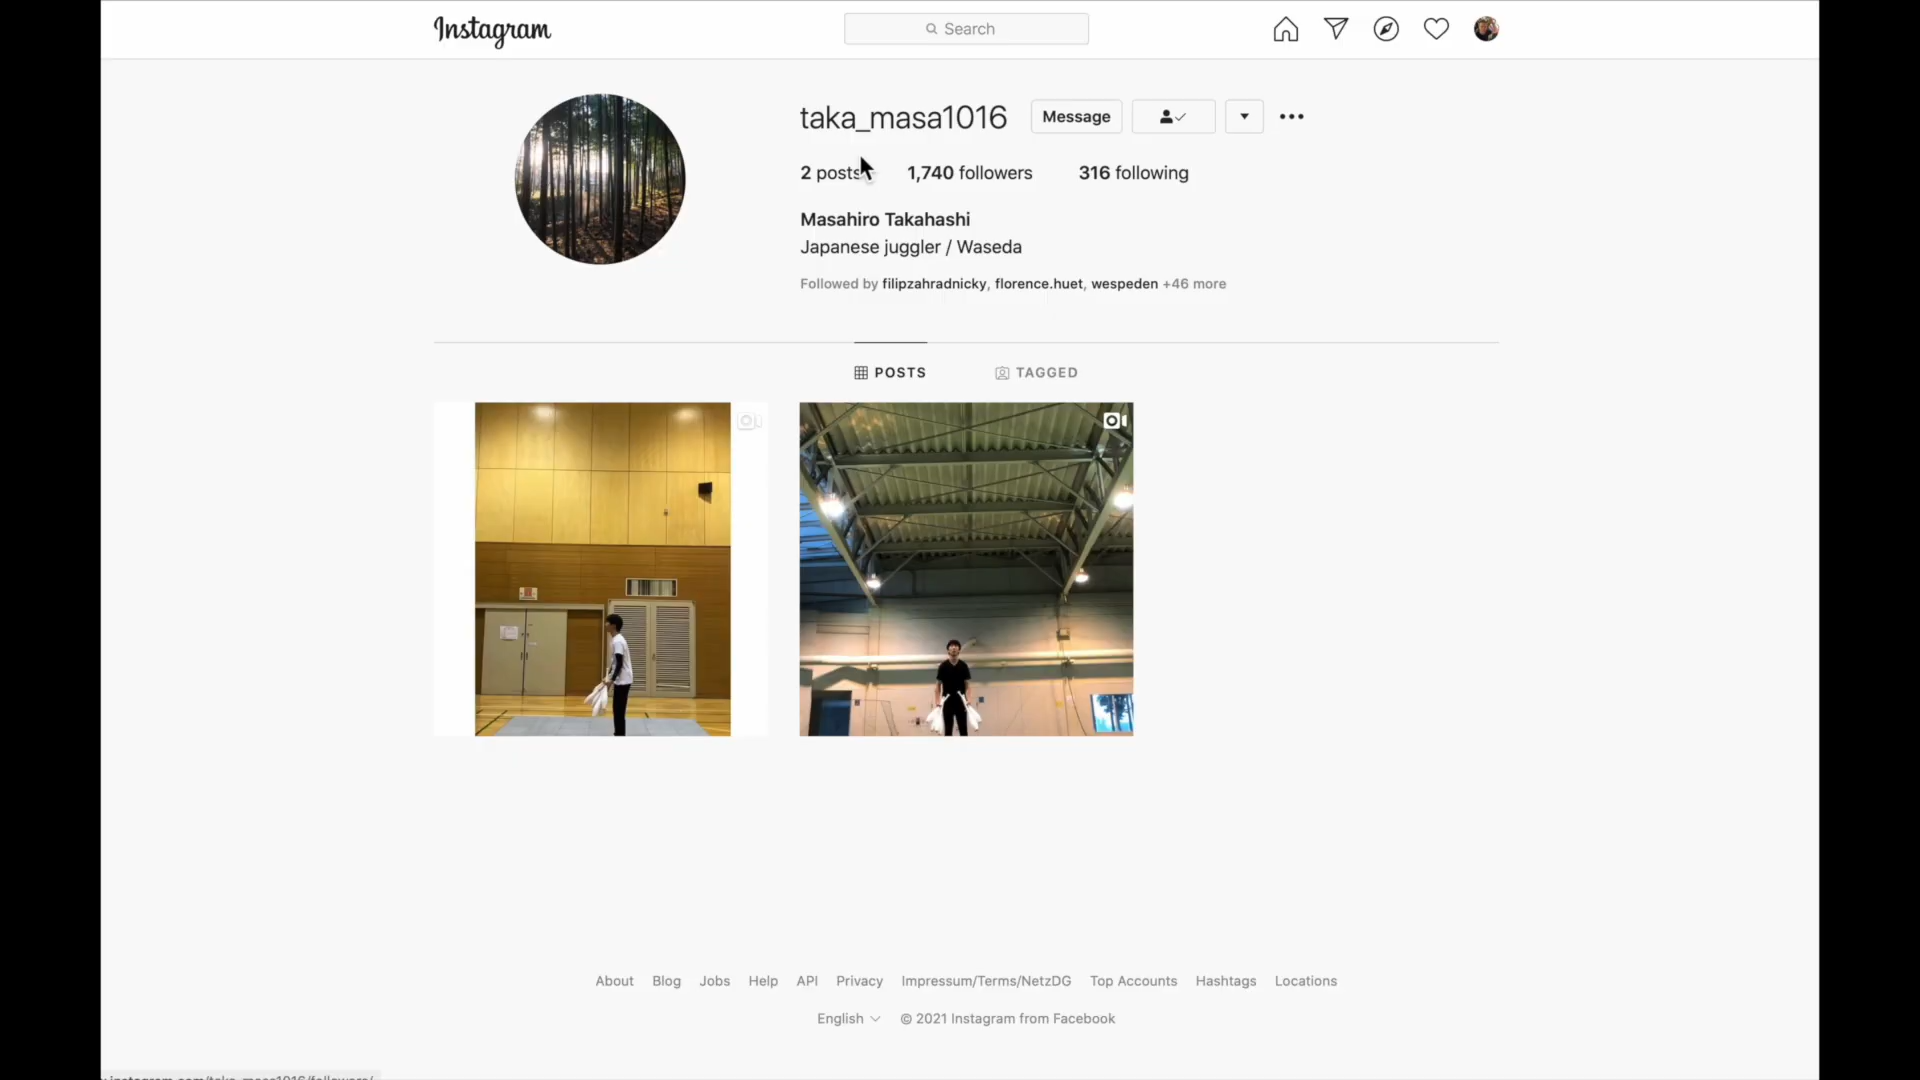 Instagram
Search
taka_masa1016
Message
2 posts
1,740 followers
316 following
Masahiro Takahashi
Japanese juggler / Waseda
Followed by filipzahradnicky, florence.huet, wespeden +46 more
POSTS
TAGGED
About Blog Jobs Help API Privacy Impressum/Terms/NetzDG Top Accounts Hashtags Locations
English © 2021 Instagram from Facebook